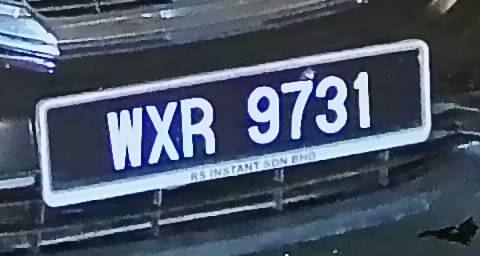 WXR 9731
RS INSTANT SDN BHD